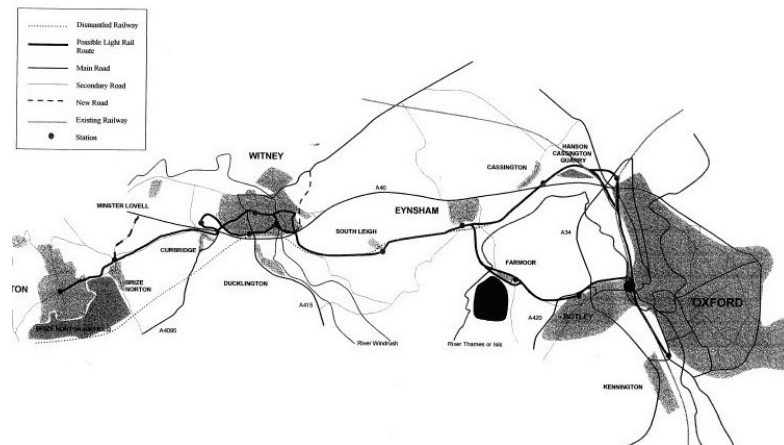 Dismantled Railway
Possible Light Rail
Route
Main Road
Secondary Road
New Road
Existing Railway
Station
WITNEY
MINSTER LOVELL
CURBRIDGE
BRIZE
NORTON
TON
DUCKLINGTON
A4095
A415
River Windrush
SOUTH LEIGH
A40
EYNSHAM
CASSINGTON
HANSON
CASSINGTON
QUARRY
A34
FARMOOR
River Thames or Isis
A420
BOTLEY
OXFORD
KENNINGTON